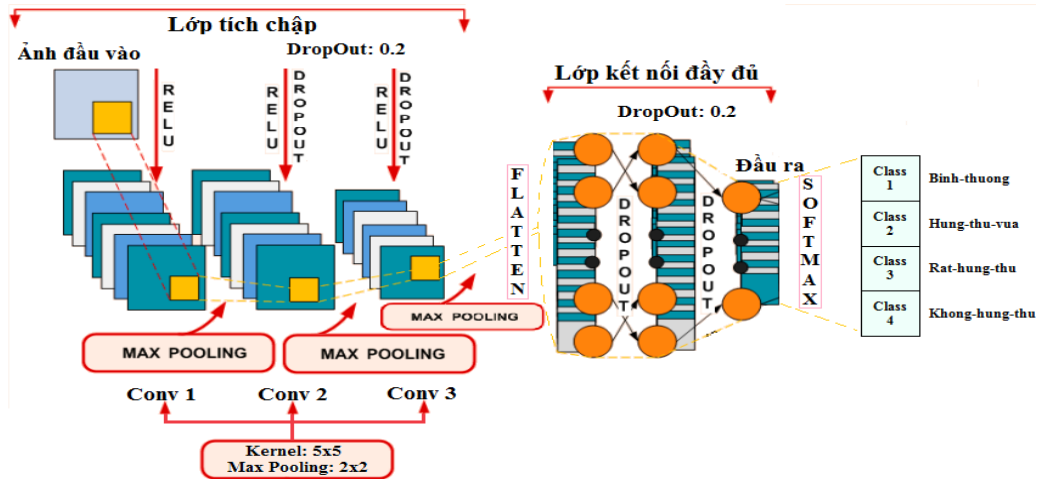 Lớp tích chập
Ảnh đầu vào
DropOut: 0.2
RELU
RELU
DROPOUT
RELU
DROPOUT
MAX POOLING
MAX POOLING
MAX POOLING
Conv 1
Conv 2
Conv 3
Kernel: 5x5
Max Pooling: 2x2
FLATTEN
Lớp kết nối đầy đủ
DropOut: 0.2
DROPOUT
DROPOUT
Đầu ra
SOFTMAX
Class
1
Binh-thuong
Class
2
Hung-thu-vua
Class
3
Rat-hung-thu
Class
4
Khong-hung-thu